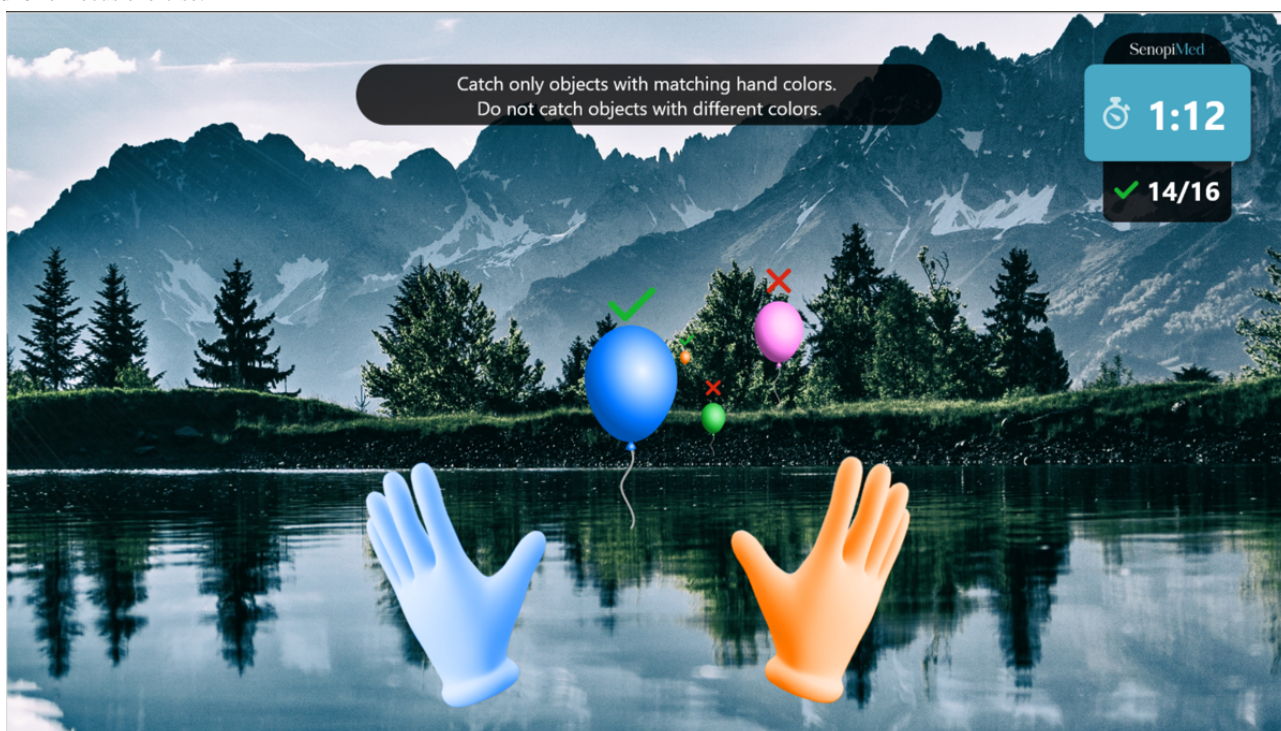 SenopiMed
Catch only objects with matching hand colors.
Do not catch objects with different colors.
1:12
14/16